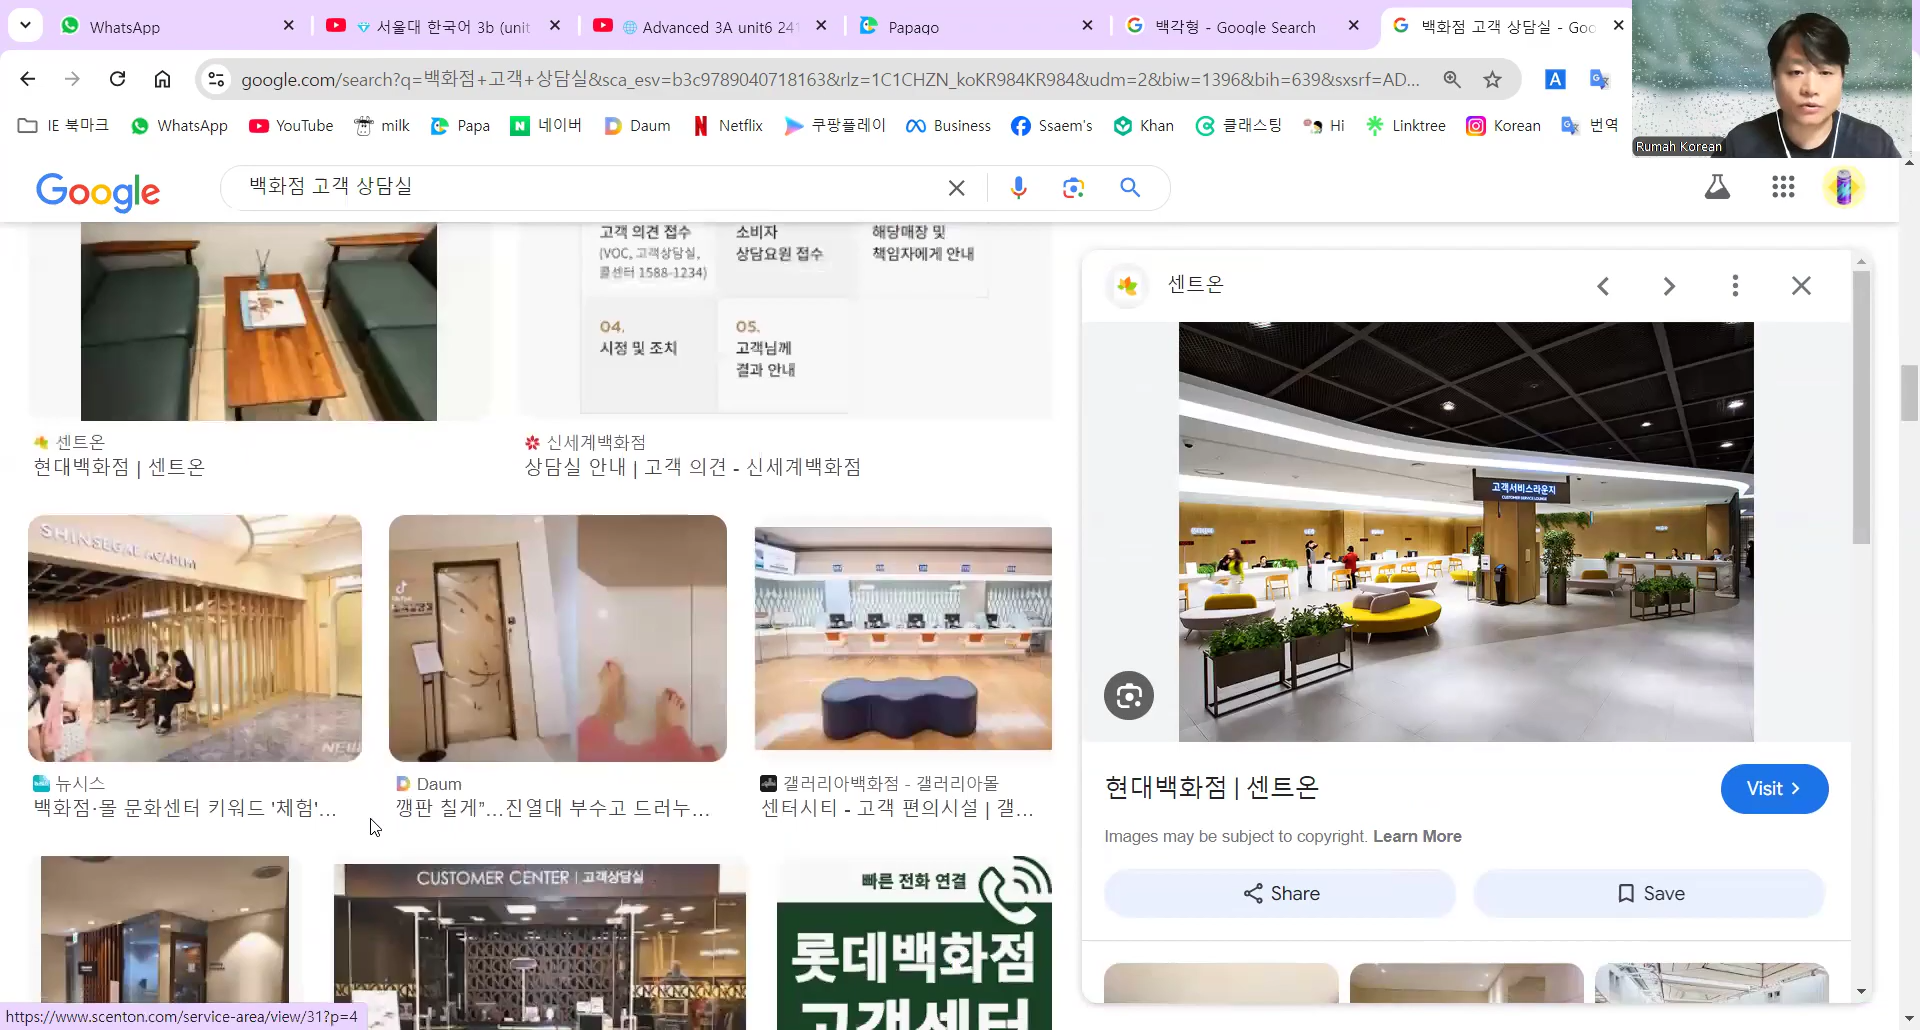 WhatsApp
서울대 한국어 3b (unit
Advanced 3A unit6 241
Papago
백각형 - Google Search
백화점 고객 상담실 - Goo
google.com/search?q=백화점+고객+상담실&sca_esv=b3c9789040718163&rlz=1C1CHZN_koKR984KR984&udm=2&biw=1396&bih=639&sxsrf=AD...
IE 북마크
WhatsApp
YouTube
milk
Papa
네이버
Daum
Netflix
쿠팡플레이
Business
Ssaem's
Khan
클래스팅
Hi
Linktree
Korean
번역
Rumah Korean
Google
백화점 고객 상담실
고객 의견 접수
(VOC, 고객상담실,
콜센터 1588-1234)
소비자
상담요원 접수
해당매장 및
책임자에게 안내
04.
시정 및 조치
05.
고객님께
결과 안내
센트온
현대백화점 | 센트온
신세계백화점
상담실 안내 | 고객 의견 - 신세계백화점
SHINSEGAE ACADEMY
뉴시스
백화점·몰 문화센터 키워드 '체험'...
Daum
깽판 칠게”...진열대 부수고 드러누...
갤러리아백화점 - 갤러리아몰
센터시티 - 고객 편의시설 | 갤...
CUSTOMER CENTER | 고객상담실
빠른 전화 연결
롯데백화점
고객센터
센트온
고객서비스라운지
CUSTOMER SERVICE LOUNGE
현대백화점 | 센트온
Visit
Images may be subject to copyright. Learn More
Share
Save
https://www.scenton.com/service-area/view/31?p=4